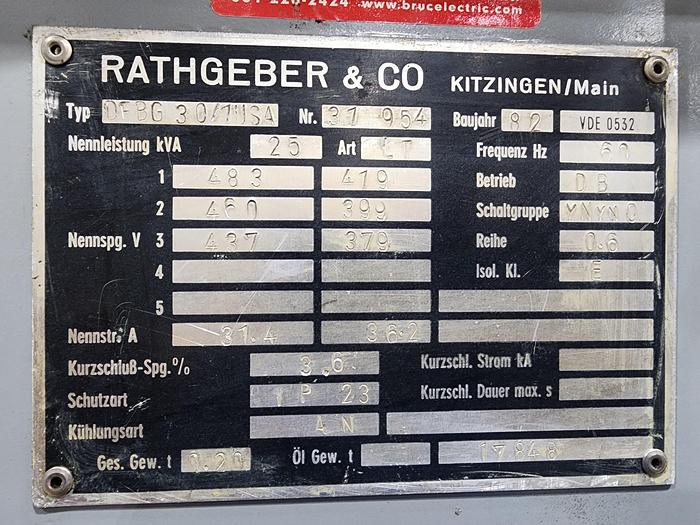 www.brucelectric.com
RATHGEBER & CO KITZINGEN/Main
Typ DFBG 30/1USA Nr. 31 954 Baujahr 82 VDE 0532
Nennleistung kVA 25 Art LT Frequenz Hz 60
1 483 419 Betrieb DB
2 460 399 Schaltgruppe YNYN0
Nennspg. V 3 437 379 Reihe 0.6
4 Isol. Kl. E
5
Nennstr. A 31.4 36.2
Kurzschluß-Spg.% 3,6 Kurzschl. Strom kA
Schutzart P 23 Kurzschl. Dauer max. s
Kühlungsart AN
Ges. Gew. t 0.20 Öl Gew. t 17848